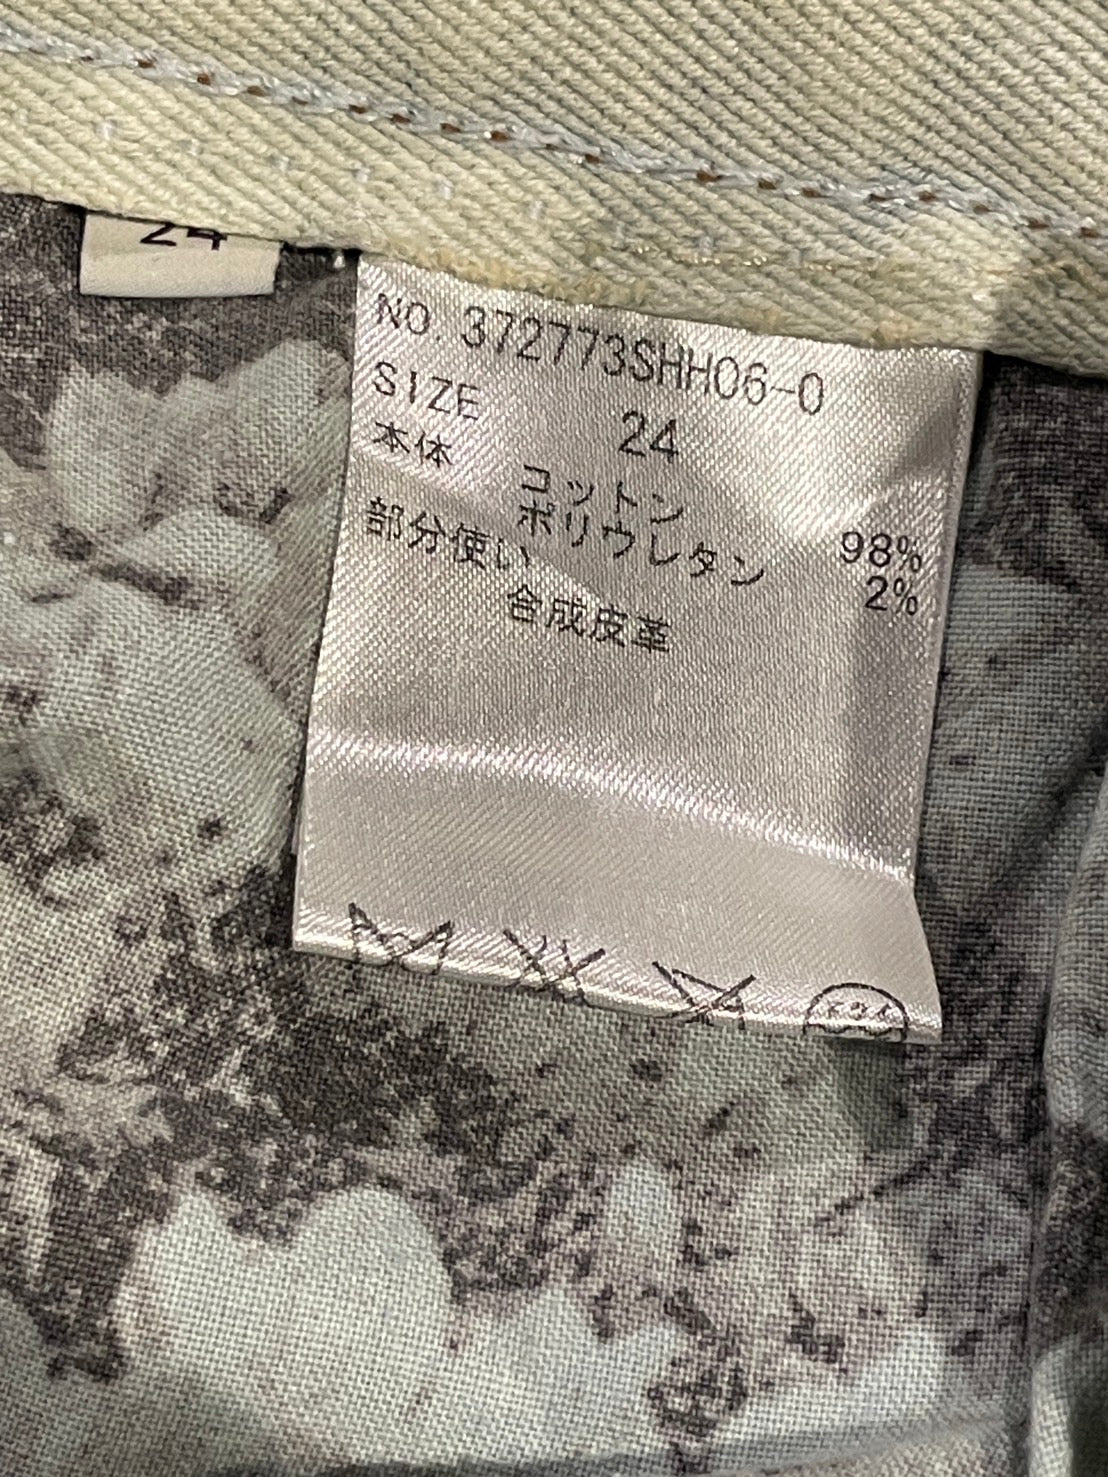 24
NO. 372773SHH06-0
SIZE 24
本体 コットン 98%
ポリウレタン 2%
部分使い
合成皮革